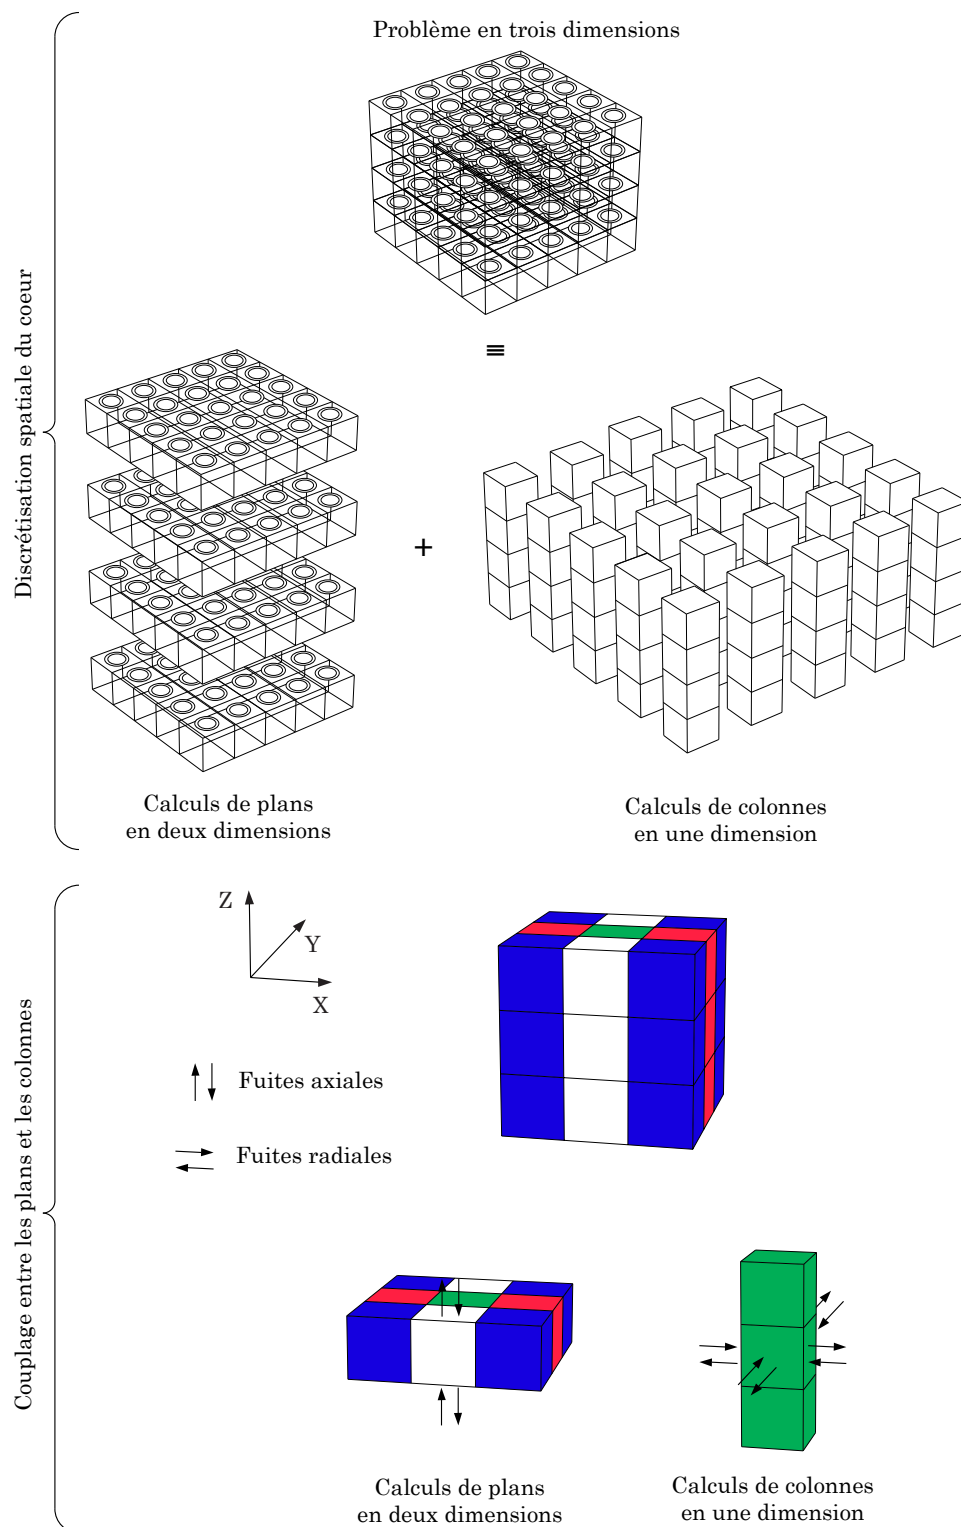 Problème en trois dimensions
Discrétisation spatiale du coeur
≡
+
Calculs de plans
en deux dimensions
Calculs de colonnes
en une dimension
Couplage entre les plans et les colonnes
Z
Y
X
Fuites axiales
Fuites radiales
Calculs de plans
en deux dimensions
Calculs de colonnes
en une dimension